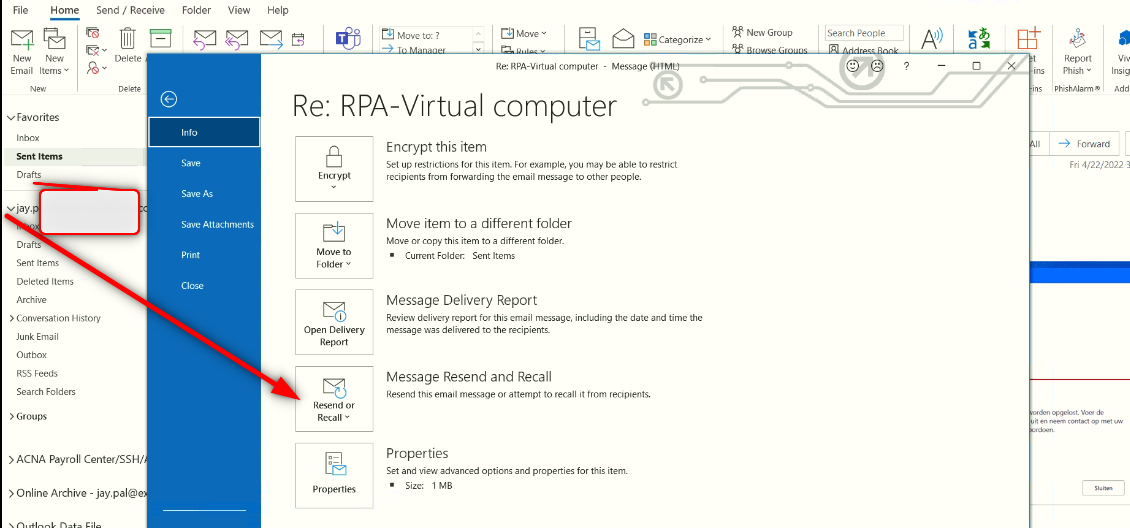 File Home Send / Receive Folder View Help
New Email
New Items
Delete
Move to: ?
To Manager
Move
Rules
Categorize
New Group
Browse Groups
Search People
Address Book
Report Phish
New
Delete
PhishAlarm®
Re: RPA-Virtual computer - Message (HTML)
?
Favorites
Inbox
Sent Items
Drafts
jay.pa
Inbox
Drafts
Sent Items
Deleted Items
Archive
Conversation History
Junk Email
Outbox
RSS Feeds
Search Folders
Groups
ACNA Payroll Center/SSH/A
Online Archive - jay.pal@ex
Outlook Data File
Info
Save
Save As
Save Attachments
Print
Close
Re: RPA-Virtual computer
Encrypt
Encrypt this item
Set up restrictions for this item. For example, you may be able to restrict
recipients from forwarding the email message to other people.
Move to
Folder
Move item to a different folder
Move or copy this item to a different folder.
Current Folder: Sent Items
Open Delivery
Report
Message Delivery Report
Review delivery report for this email message, including the date and time the
message was delivered to the recipients.
Resend or
Recall
Message Resend and Recall
Resend this email message or attempt to recall it from recipients.
Properties
Properties
Set and view advanced options and properties for this item.
Size: 1 MB
All
Forward
Fri 4/22/2022 3
worden opgelost. Voer de
uit en neem contact op met uw
Sluiten